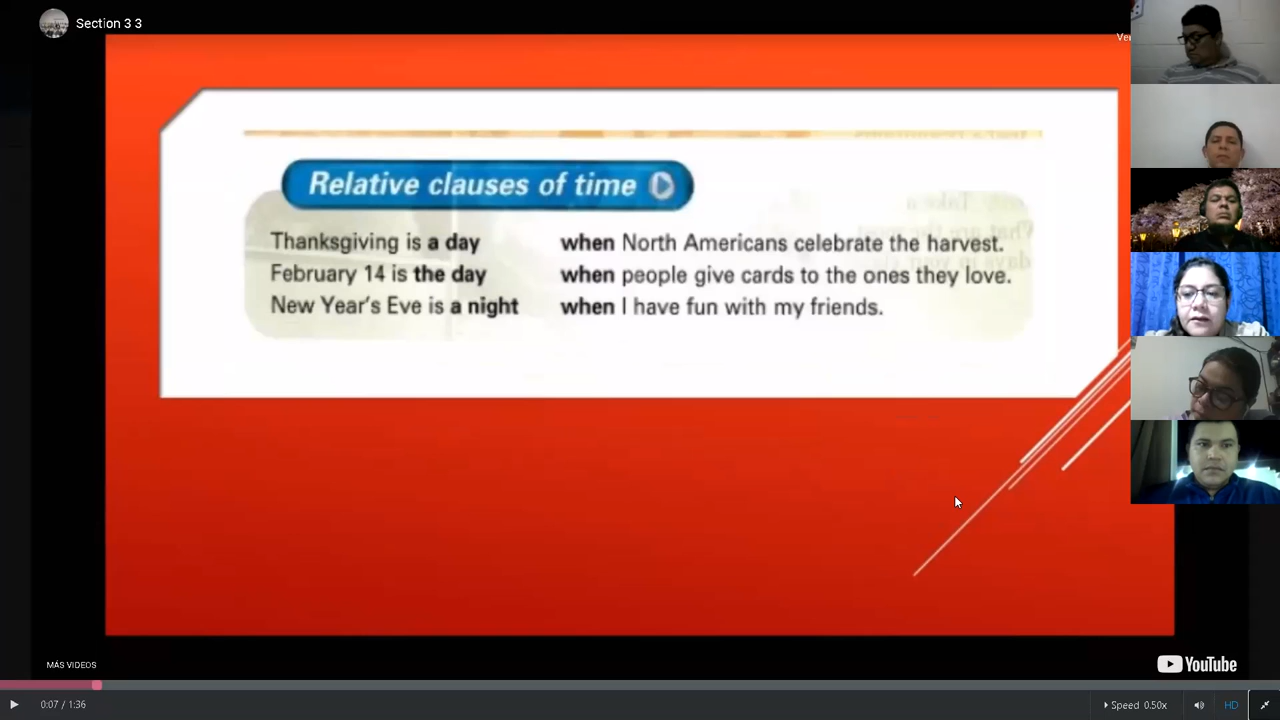 Section 3 3
Relative clauses of time
Thanksgiving is a day when North Americans celebrate the harvest.
February 14 is the day when people give cards to the ones they love.
New Year's Eve is a night when I have fun with my friends.
MÁS VIDEOS
YouTube
0:07 / 1:36
Speed 0.50x
HD